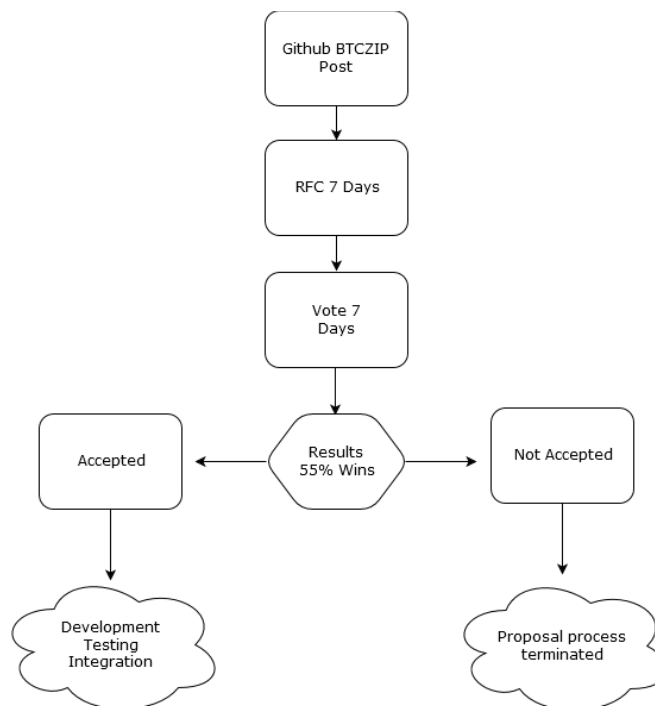 Github BTCZIP
Post
RFC 7 Days
Vote 7
Days
Results
55% Wins
Accepted
Not Accepted
Development
Testing
Integration
Proposal process
terminated